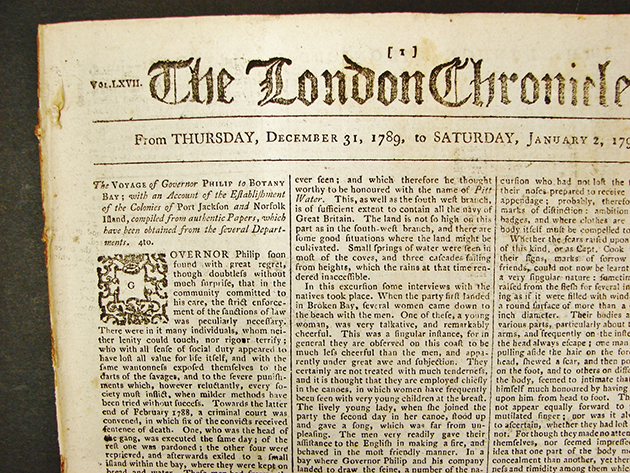 [ 1 ]
VOL. LXVII.
The London Chronicle
From THURSDAY, DECEMBER 31, 1789, to SATURDAY, JANUARY 2, 179
The VOYAGE of Governor PHILIP to BOTANY
BAY; with an Account of the Eſtabliſhment
of the Colonies of Port Jackſon and Norfolk
Iſland, compiled from authentic Papers, which
have been obtained from the ſeveral Depart-
ments. 4to.
GOVERNOR Philip ſoon
found with great regret,
though doubtleſs without
much ſurpriſe, that in the
community committed to
his care, the ſtrict enforce-
ment of the ſanctions of law
was peculiarly neceſſary.
There were in it many individuals, whom nei-
ther lenity could touch, nor rigour terrify;
who with all ſenſe of ſocial duty appeared to
have loſt all value for life itſelf, and with the
ſame wantonneſs expoſed themſelves to the
darts of the ſavages, and to the ſevere puniſh-
ments which, however reluctantly, every ſo-
ciety muſt inflict, when milder methods have
been tried without ſucceſs. Towards the latter
end of February 1788, a criminal court was
convened, in which ſix of the convicts received
ſentence of death. One, who was the head of
the gang, was executed the ſame day; of the
reſt one was pardoned; the other four were
reprieved, and afterwards exiled to a ſmall
iſland within the bay, where they were kept on
bread and
ever ſeen; and which therefore he thought
worthy to be honoured with the name of Pitt
Water. This, as well as the ſouth weſt branch,
is of ſufficient extent to contain all the navy of
Great Britain. The land is not ſo high on this
part as in the ſouth-weſt branch, and there are
ſome good ſituations where the land might be
cultivated. Small ſprings of water were ſeen in
moſt of the coves, and three caſcades falling
from heights, which the rains at that time ren-
dered inacceſſible.
In this excurſion ſome interviews with the
natives took place. When the party firſt landed
in Broken Bay, ſeveral women came down to
the beach with the men. One of theſe, a young
woman, was very talkative, and remarkably
cheerful. This was a ſingular inſtance, for in
general they are obſerved on this coaſt to be
much leſs cheerful than the men, and appa-
rently under great awe and ſubjection. They
certainly are not treated with much tenderneſs,
and it is thought that they are employed chiefly
in the canoes, in which women have frequently
been ſeen with very young children at the breaſt.
The lively young lady, when ſhe joined the
party the ſecond day in her canoe, ſtood up
and gave a ſong, which was far from un-
pleaſing. The men very readily gave their
aſſiſtance to the Engliſh in making a fire, and
behaved in the moſt friendly manner. In a
bay where Governor Philip and his company
landed to draw the ſeine, a number of
curſion who had not loſt the f
their noſes prepared to receive
appendage; probably, therefor
marks of diſtinction: ambition
badges, and where clothes are
body itſelf muſt be compelled to
Whether the ſcars raiſed upon
of this kind, or as Capt. Cook
their ſigns, marks of ſorrow
friends, could not now be learnt
a very ſingular nature: ſometim
raiſed from the fleſh for ſeveral in
ing as if it were filled with wind
a round ſurface of more than a
inch diameter. Their bodies a
various parts, particularly about t
arms, and frequently on the inſte
the head always eſcape; one man
putting aſide the hair on the fore
head, ſhewed a ſcar, and then po
on the foot, and to others on diffe
the body, ſeemed to intimate that
himſelf much honoured by having
upon him from head to foot. Th
not appear equally forward to
mutilated finger; nor was it alw
to aſcertain, whether they had loſt
not. For though they made no atten
themſelves, nor ſeemed impreſſed
idea that one part of the body mo
concealment than another, yet ther
neſs and timidity among them whic